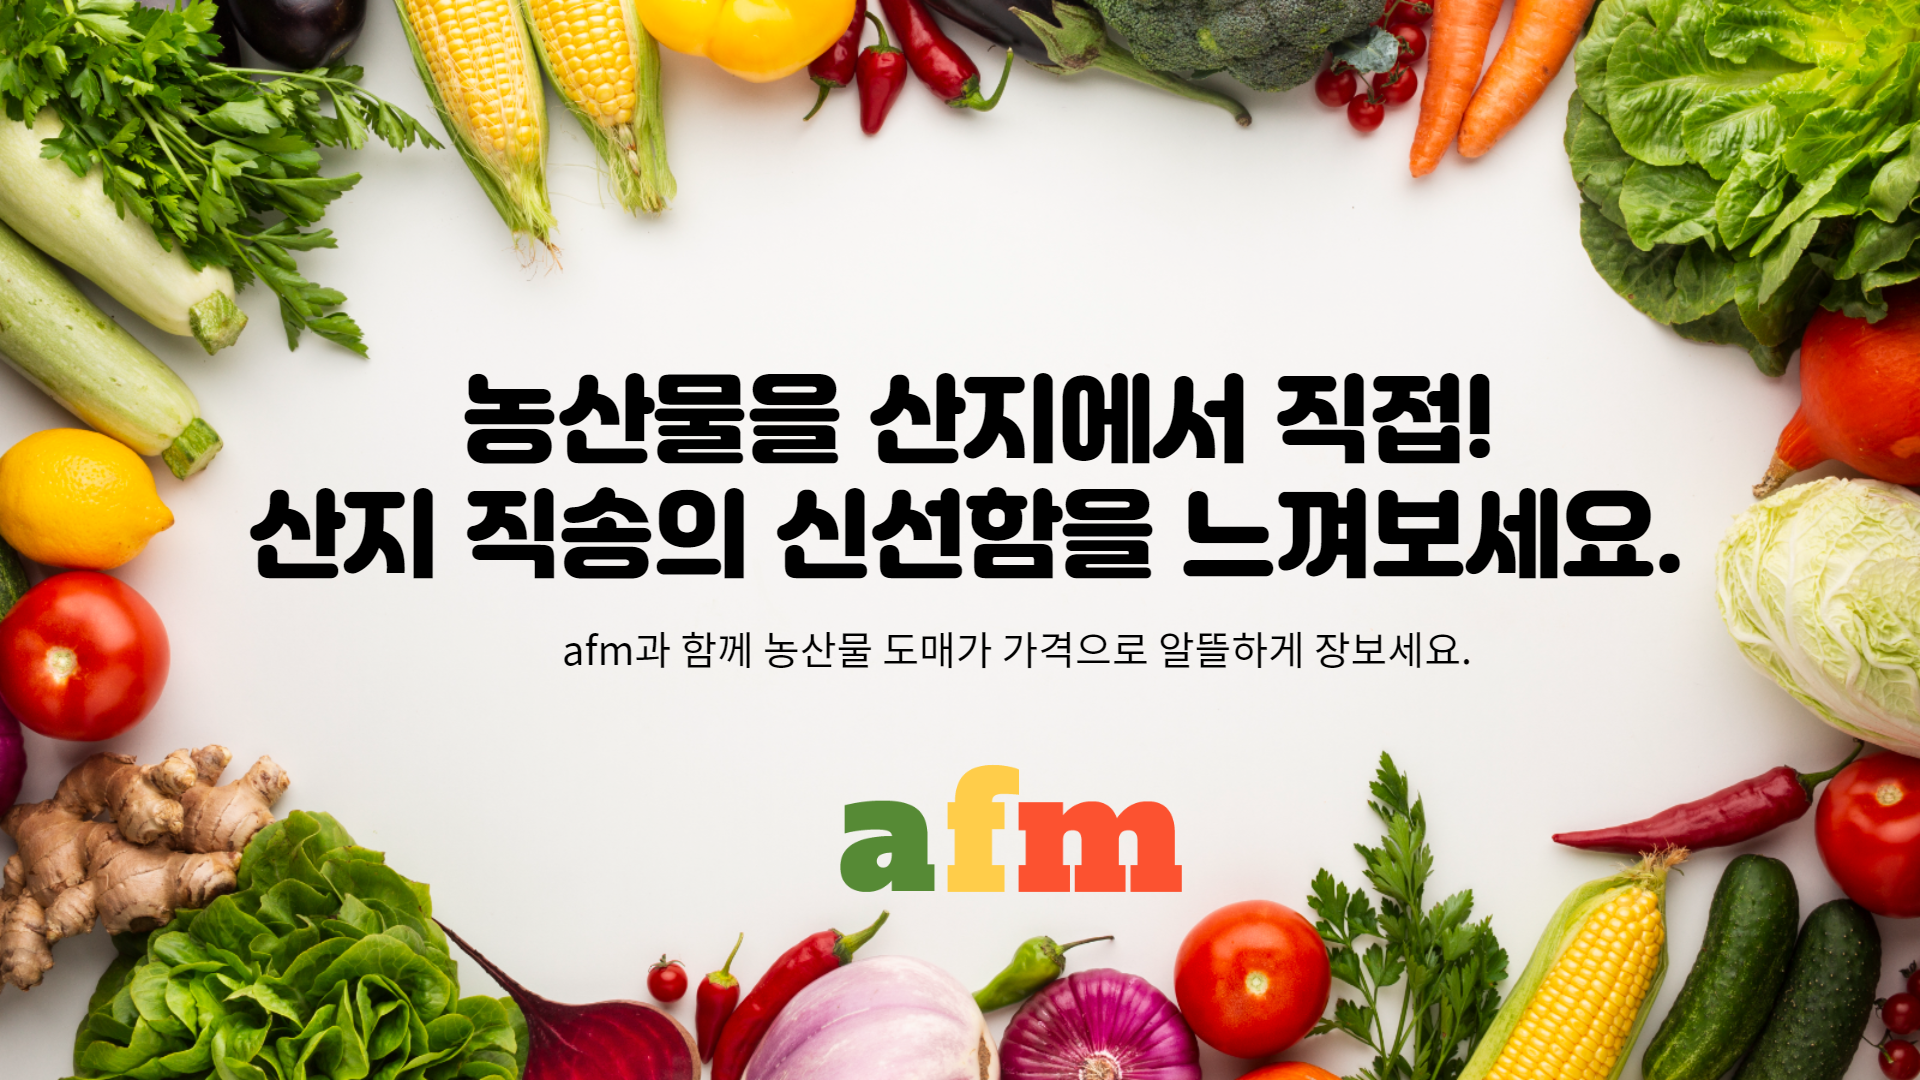 농산물을 산지에서 직접!
산지 직송의 신선함을 느껴보세요.
afm과 함께 농산물 도매가 가격으로 알뜰하게 장보세요.
afm